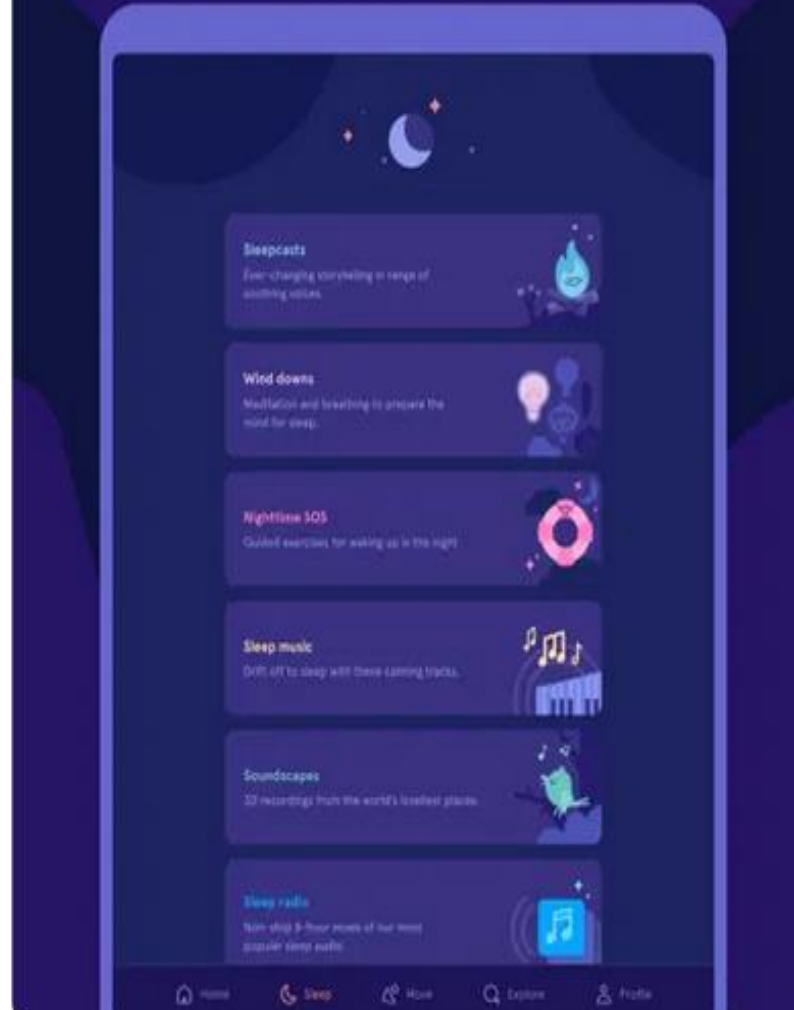 Sleepcasts
Ever-changing storytelling in range of
soothing voices.
Wind downs
Meditation and breathing to prepare the
mind for sleep.
Nighttime SOS
Guided exercises for waking up in the night
Sleep music
Drift off to sleep with these calming tracks.
Soundscapes
3D recordings from the world's loveliest places.
Sleep radio
Non-stop 8-hour mixes of our most
popular sleep audio.
Home
Sleep
Move
Explore
Profile